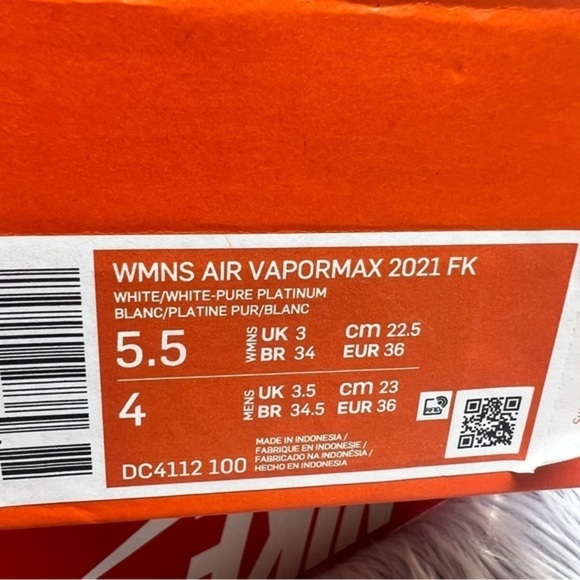 WMNS AIR VAPORMAX 2021 FK
WHITE/WHITE-PURE PLATINUM
BLANC/PLATINE PUR/BLANC
5.5 WMNS UK 3 cm 22.5
BR 34 EUR 36
4 MENS UK 3.5 cm 23
BR 34.5 EUR 36
RFID
MADE IN INDONESIA/
FABRIQUE EN INDONESIE/
FABRICADO NA INDONÉSIA/
DC4112 100 HECHO EN INDONESIA
NIKE